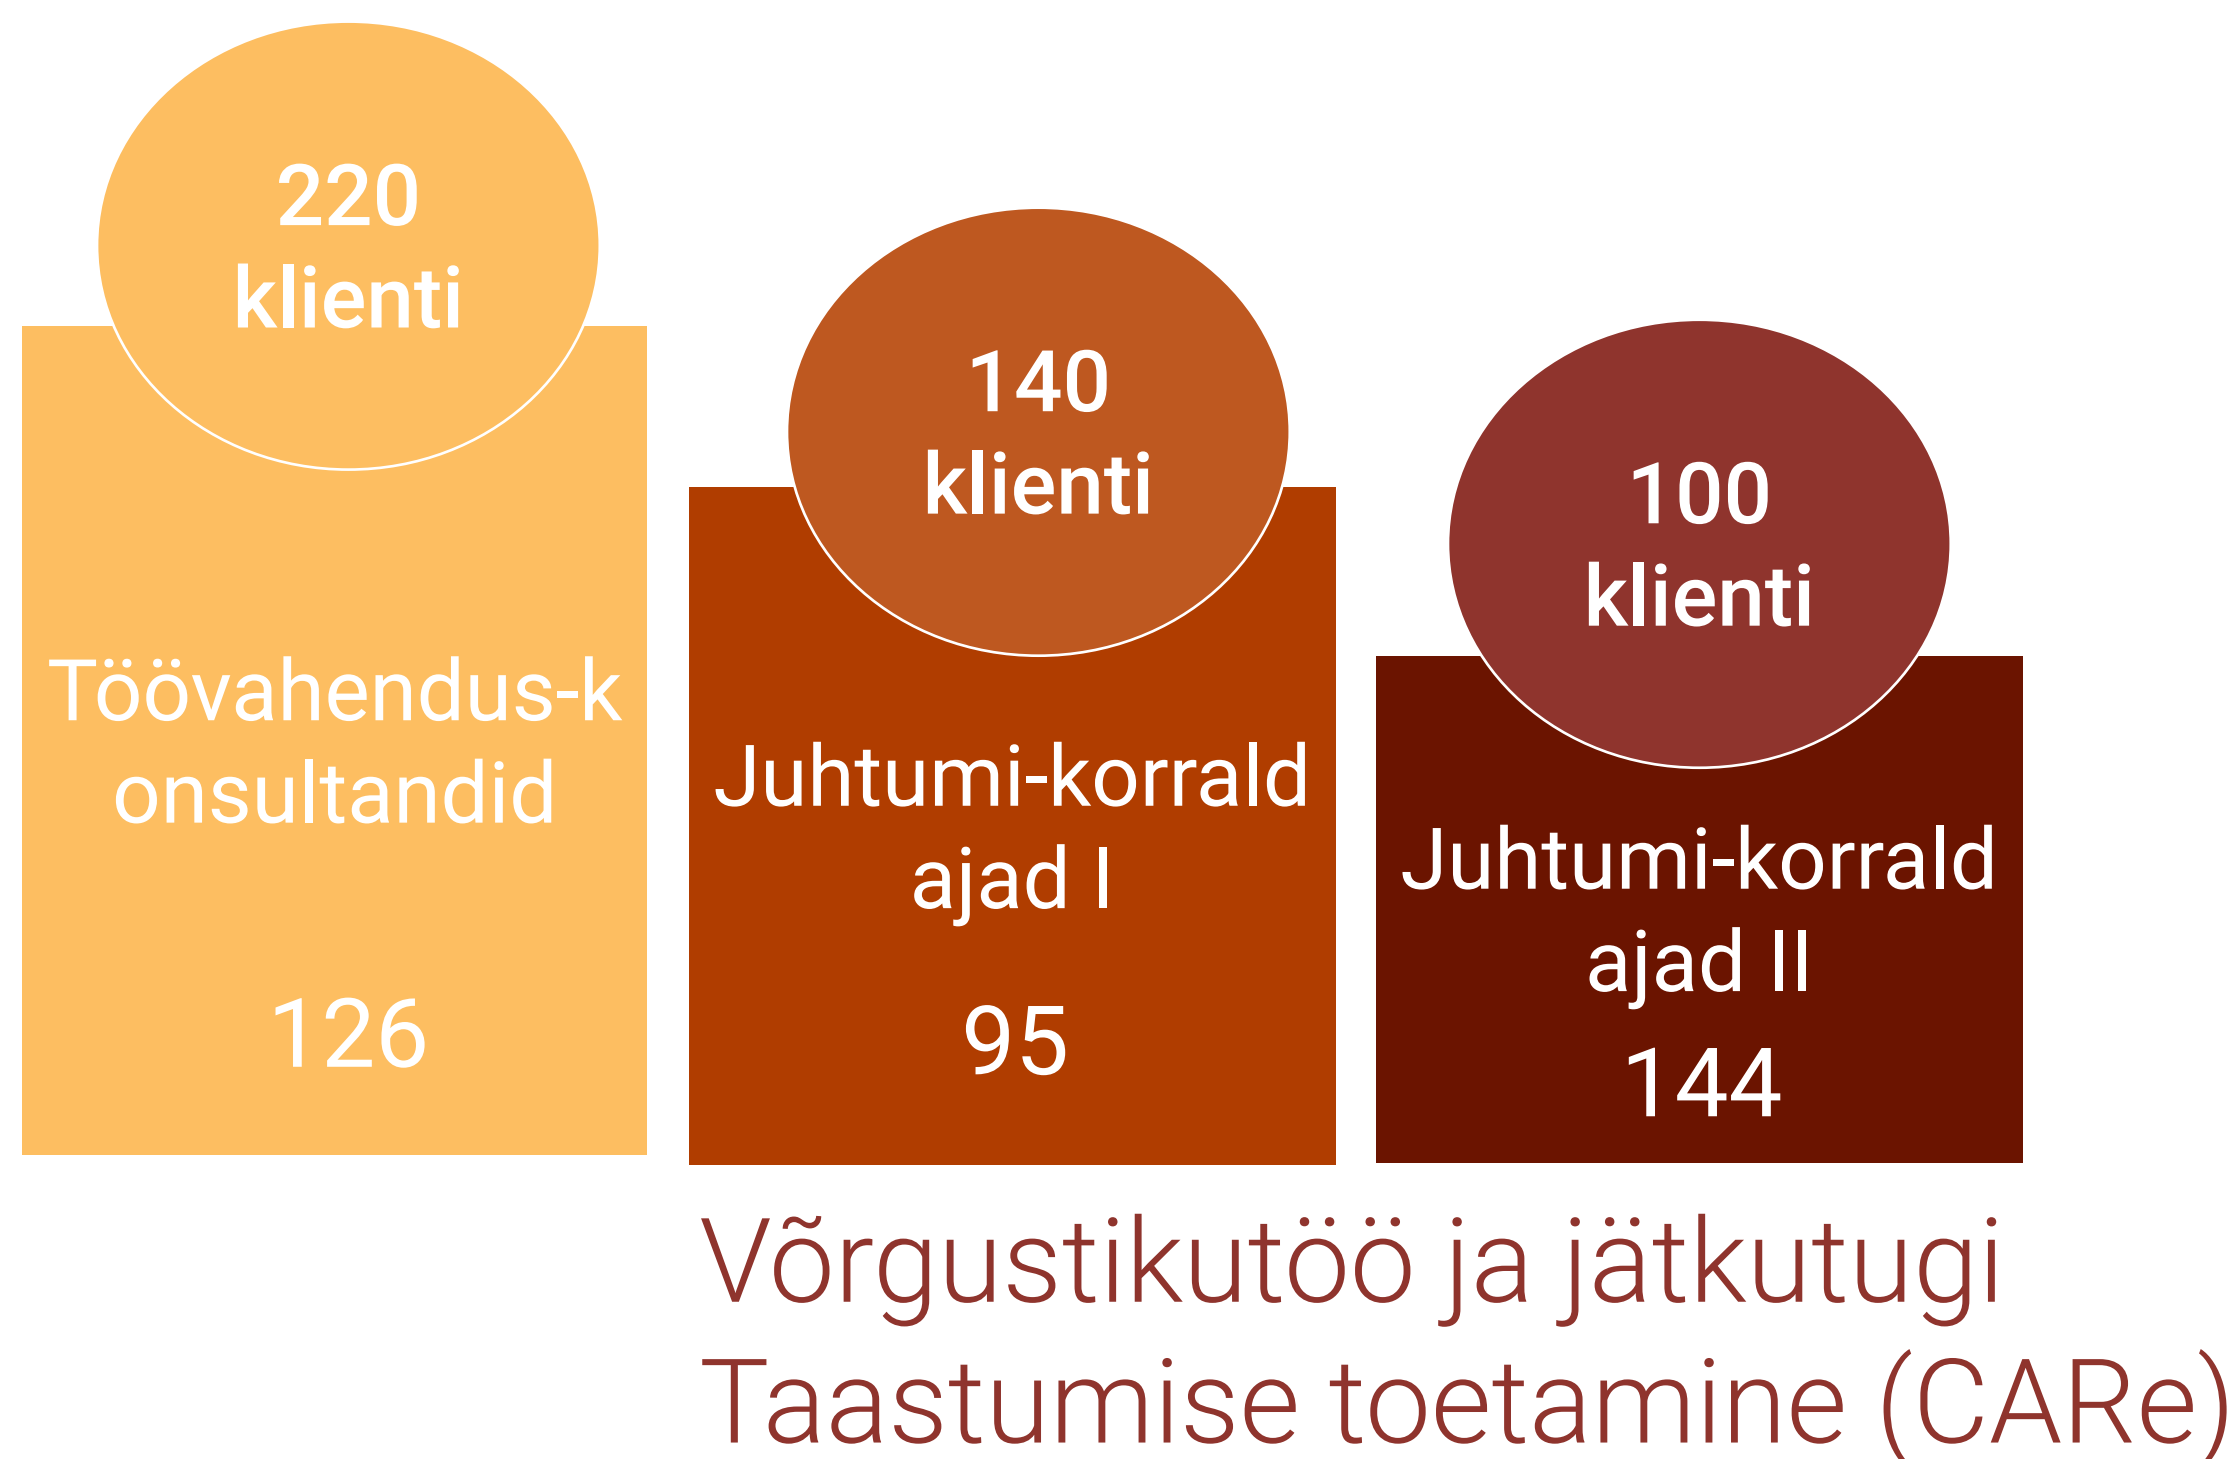 220
klienti
Töövahendus-k
onsultandid
126
140
klienti
Juhtumi-korrald
ajad I
95
100
klienti
Juhtumi-korrald
ajad II
144
Võrgustikutöö ja jätkutugi
Taastumise toetamine (CARe)